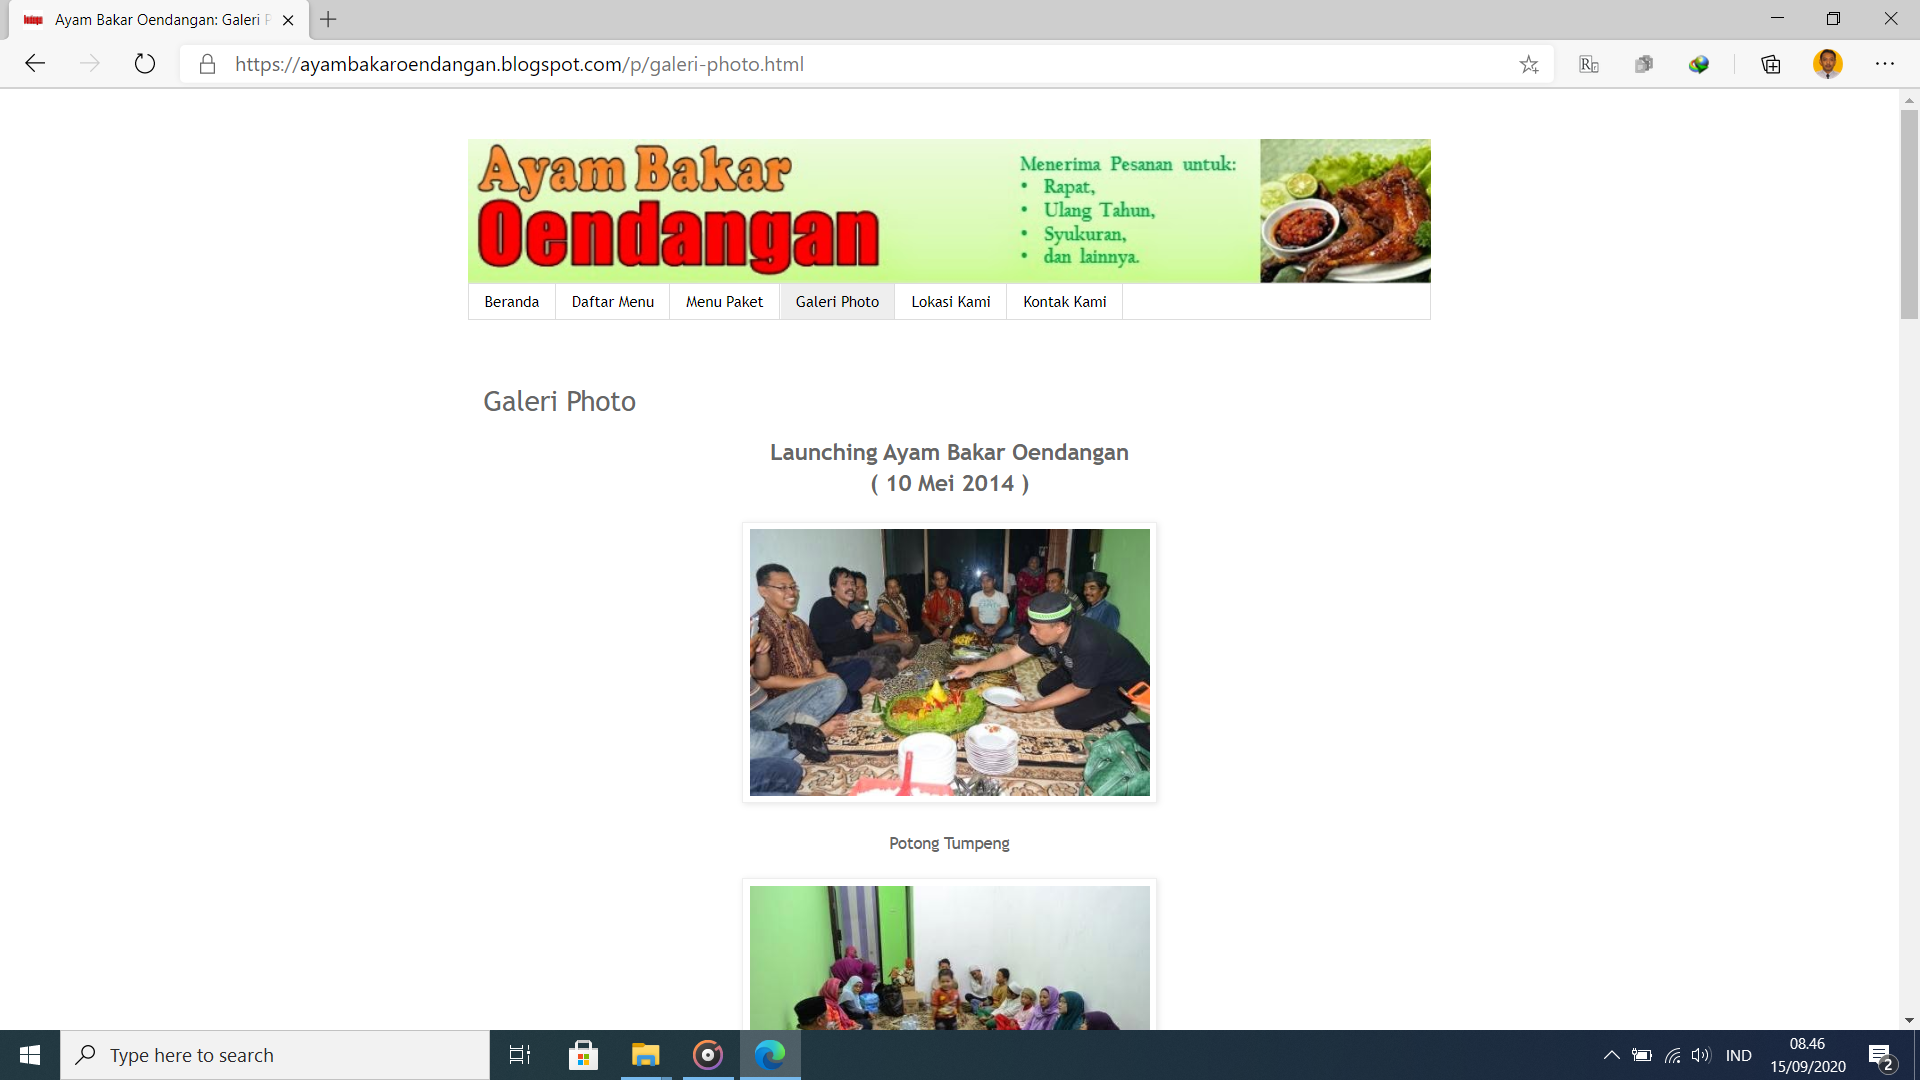 Ayam Bakar Oendangan: Galeri P
https://ayambakaroendangan.blogspot.com/p/galeri-photo.html
Ayam Bakar
Oendangan
Menerima Pesanan untuk:
• Rapat,
• Ulang Tahun,
• Syukuran,
• dan lainnya.
Beranda
Daftar Menu
Menu Paket
Galeri Photo
Lokasi Kami
Kontak Kami
Galeri Photo
Launching Ayam Bakar Oendangan
( 10 Mei 2014 )
Potong Tumpeng
Type here to search
IND
08.46
15/09/2020
2